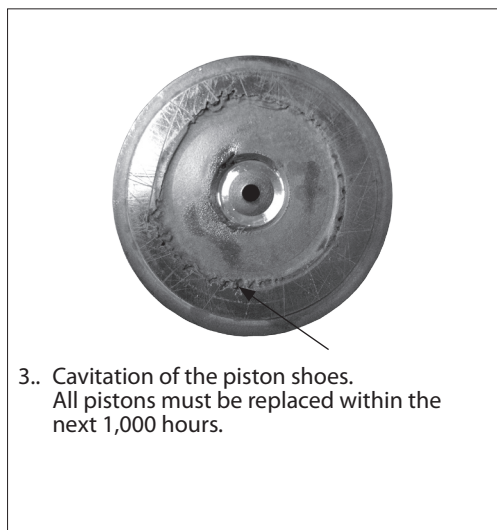 3.. Cavitation of the piston shoes.
All pistons must be replaced within the
next 1,000 hours.